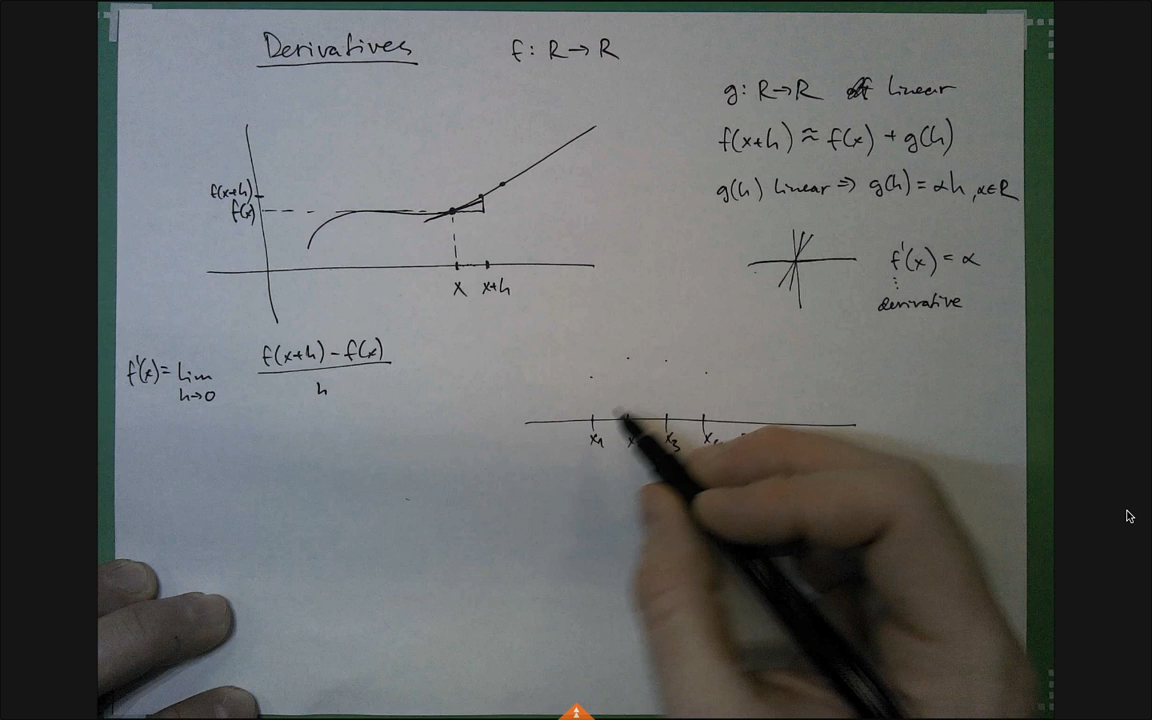 Derivatives
f: R→R
g: R→R linear
f(x+h) ≈ f(x) + g(h)
g(h) linear ⇒ g(h) = αh, α∈R
f(x+h)
f(x)
x
x+h
f'(x) = α
derivative
f'(x) = lim h→0 f(x+h) - f(x) / h
x₁
x₃